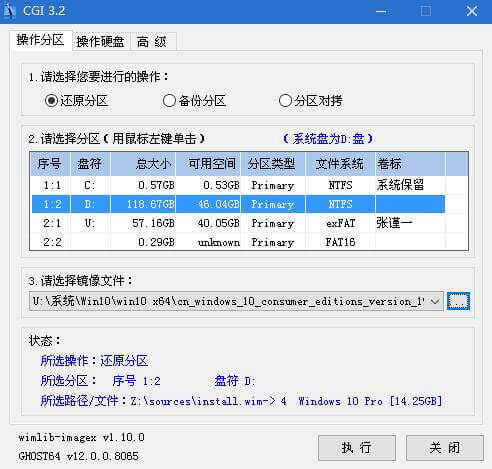 CGI 3.2
操作分区 操作硬盘 高 级
1.请选择您要进行的操作：
还原分区 备份分区 分区对拷
2.请选择分区(用鼠标左键单击) (系统盘为D:盘)
序号 盘符 总大小 可用空间 分区类型 文件系统 卷标
1:1 C: 0.57GB 0.53GB Primary NTFS 系统保留
1:2 D: 118.67GB 46.04GB Primary NTFS
2:1 U: 57.16GB 40.05GB Primary exFAT 张谨一
2:2 0.29GB unknown Primary FAT16
3.请选择镜像文件：
U:\系统\Win10\win10 x64\cn_windows_10_consumer_editions_version_1 ...
状态：
所选操作：还原分区
所选分区： 序号 1:2 盘符 D:
所选路径/文件：Z:\sources\install.wim-> 4 Windows 10 Pro [14.25GB]
wimlib-imagex v1.10.0
GHOST64 v12.0.0.8065
执 行 关 闭